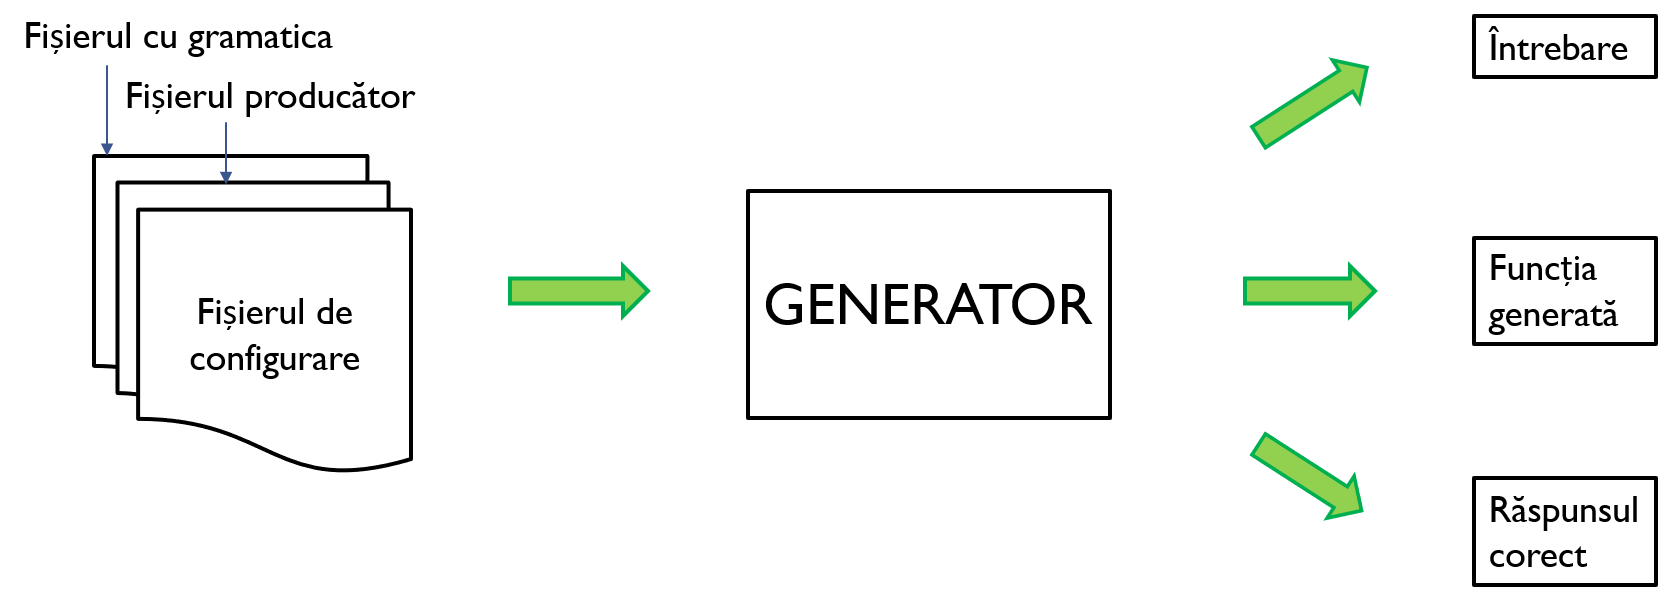 Fișierul cu gramatica
Fișierul producător
Fișierul de
configurare
GENERATOR
Întrebare
Funcția
generată
Răspunsul
corect